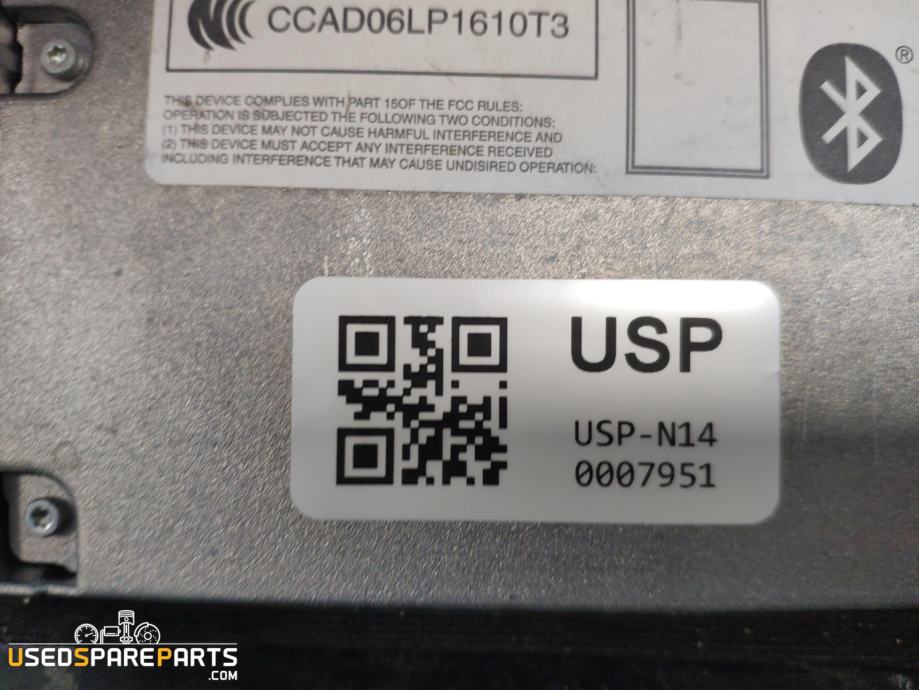 CCAD06LP1610T3
THIS DEVICE COMPLIES WITH PART 15OF THE FCC RULES:
OPERATION IS SUBJECTED THE FOLLOWING TWO CONDITIONS:
(1) THIS DEVICE MAY NOT CAUSE HARMFUL INTERFERENCE AND
(2) THIS DEVICE MUST ACCEPT ANY INTERFERENCE RECEIVED
INCLUDING INTERFERENCE THAT MAY CAUSE UNDISIRED OPERATION:
®
USP
USP-N14
0007951
USEDSPAREPARTS
.COM